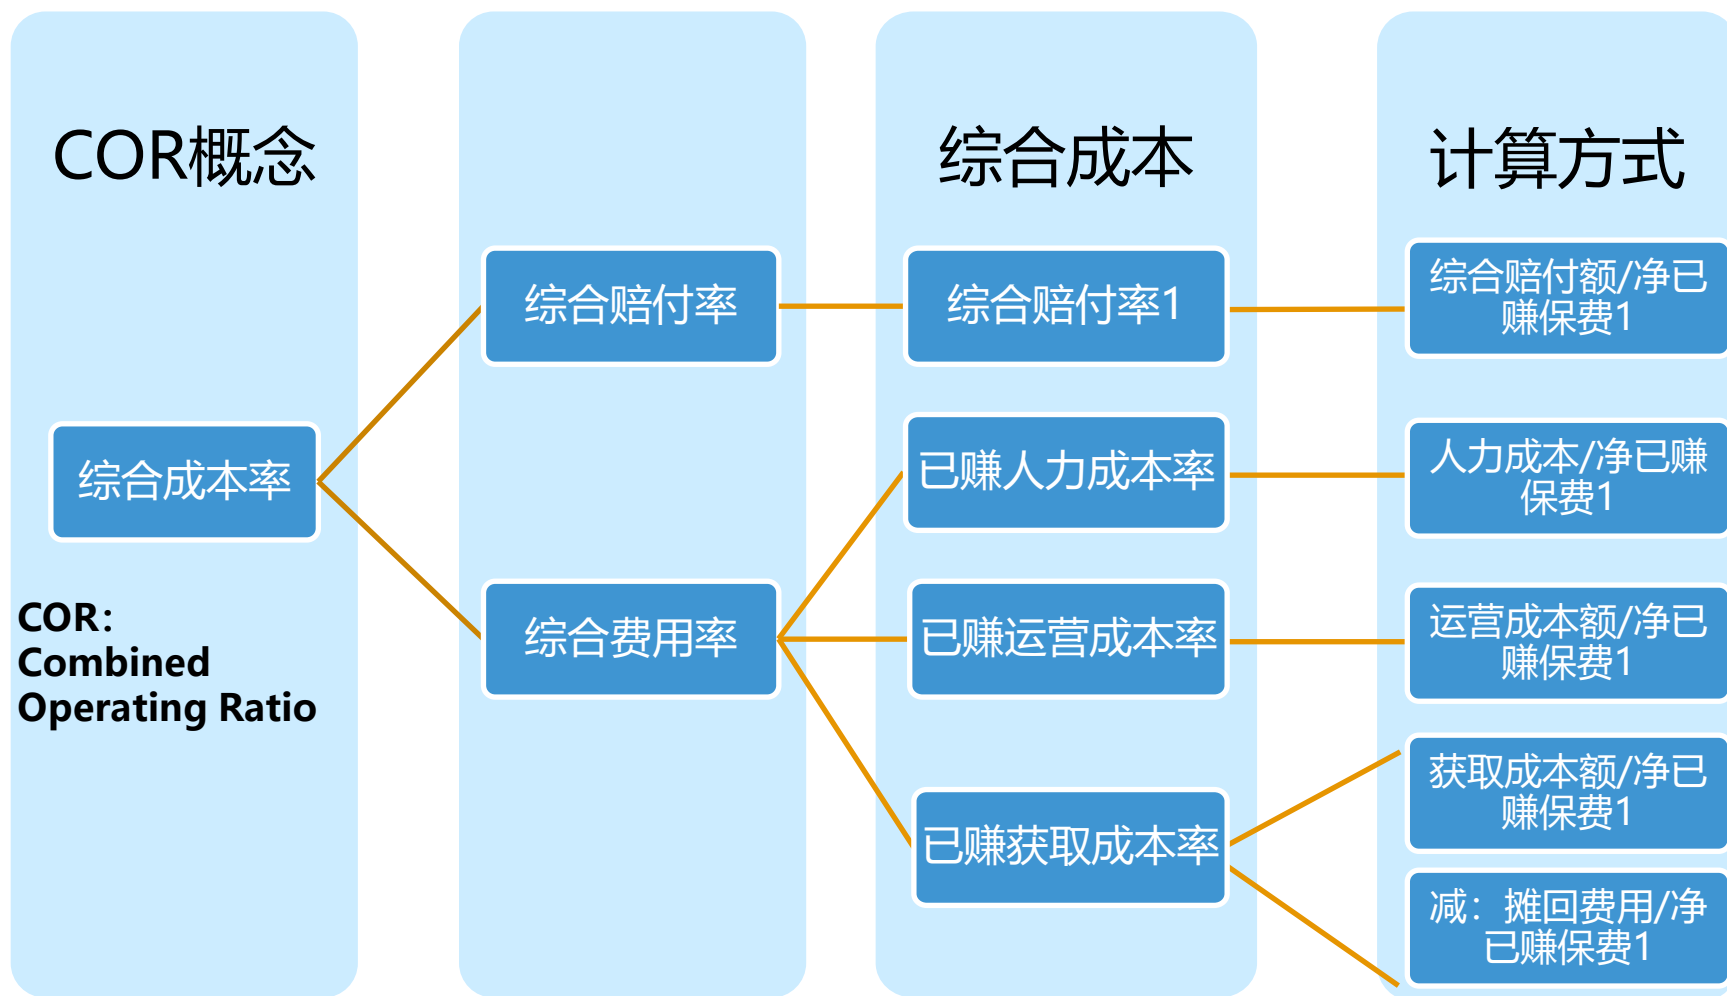 COR概念
综合成本
计算方式
综合成本率
COR：
Combined
Operating Ratio
综合赔付率
综合费用率
综合赔付率1
已赚人力成本率
已赚运营成本率
已赚获取成本率
综合赔付额/净已
赚保费1
人力成本/净已赚
保费1
运营成本额/净已
赚保费1
获取成本额/净已
赚保费1
减：摊回费用/净
已赚保费1